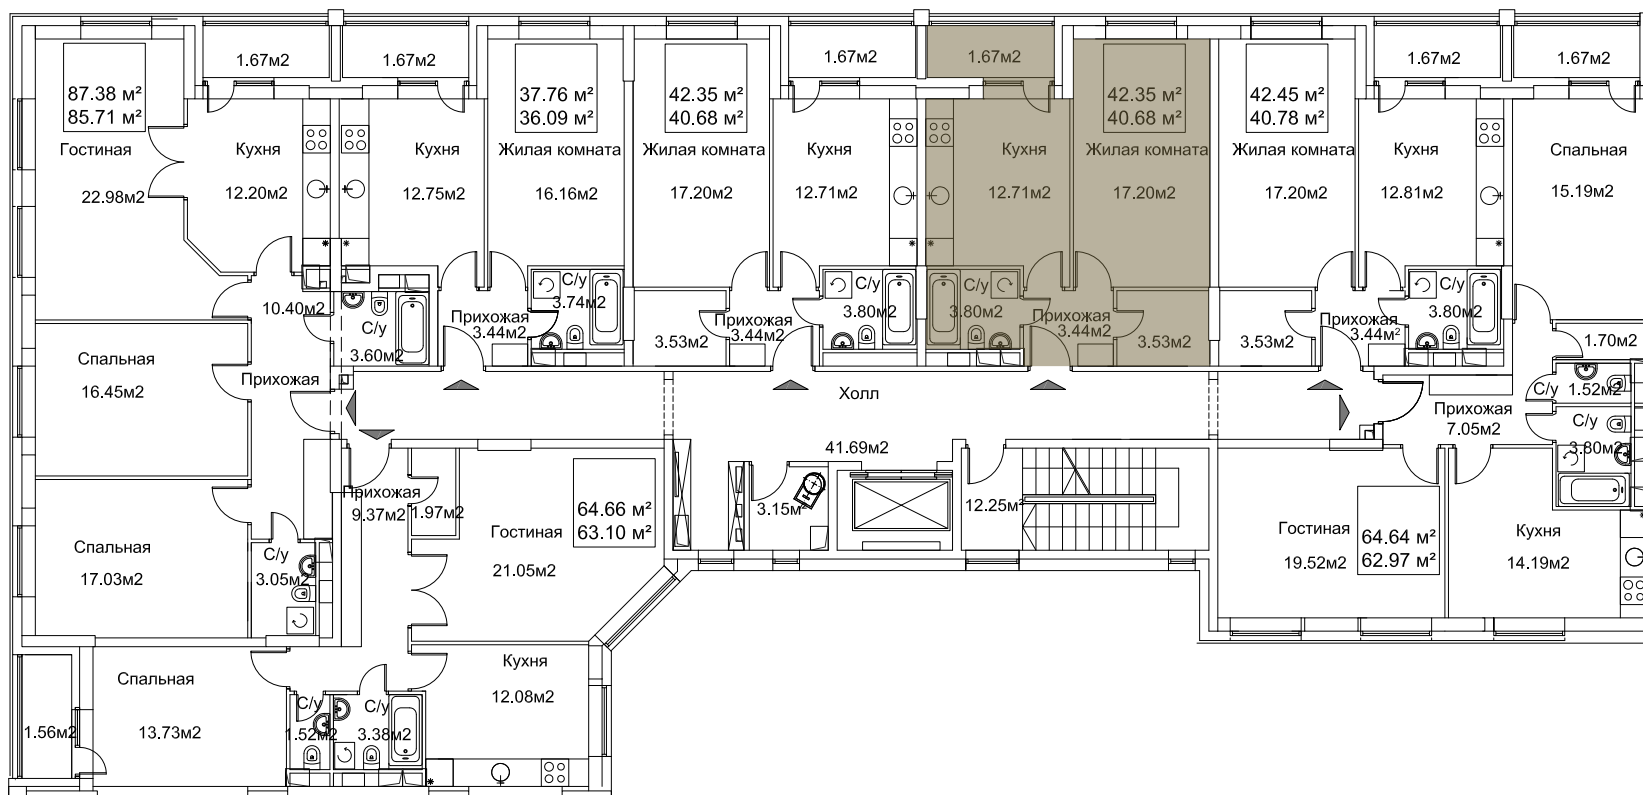 1.67м2
1.67м2
1.67м2
1.67м2
1.67м2
1.67м2
87.38 м²
85.71 м²
37.76 м²
36.09 м²
42.35 м²
40.68 м²
42.35 м²
40.68 м²
42.45 м²
40.78 м²
Гостиная
Кухня
Кухня
Жилая комната
Жилая комната
Кухня
Кухня
Жилая комната
Жилая комната
Кухня
Спальная
22.98м2
12.20м2
12.75м2
16.16м2
17.20м2
12.71м2
12.71м2
17.20м2
17.20м2
12.81м2
15.19м2
10.40м2
С/у
3.60м2
Прихожая
3.44м2
С/у
3.74м2
3.53м2
Прихожая
3.44м2
С/у
3.80м2
С/у
3.80м2
Прихожая
3.44м2
3.53м2
3.53м2
Прихожая
3.44м²
С/у
3.80м2
1.70м2
Спальная
16.45м2
Прихожая
Холл
41.69м2
С/у
1.52м2
Прихожая
7.05м2
С/у
3.80м2
Прихожая
9.37м2
1.97м2
64.66 м²
63.10 м²
Гостиная
21.05м2
3.15м²
12.25м²
Гостиная
19.52м2
64.64 м²
62.97 м²
Кухня
14.19м2
Спальная
17.03м2
С/у
3.05м2
Спальная
13.73м2
1.56м2
С/у
1.52м2
С/у
3.38м2
Кухня
12.08м2